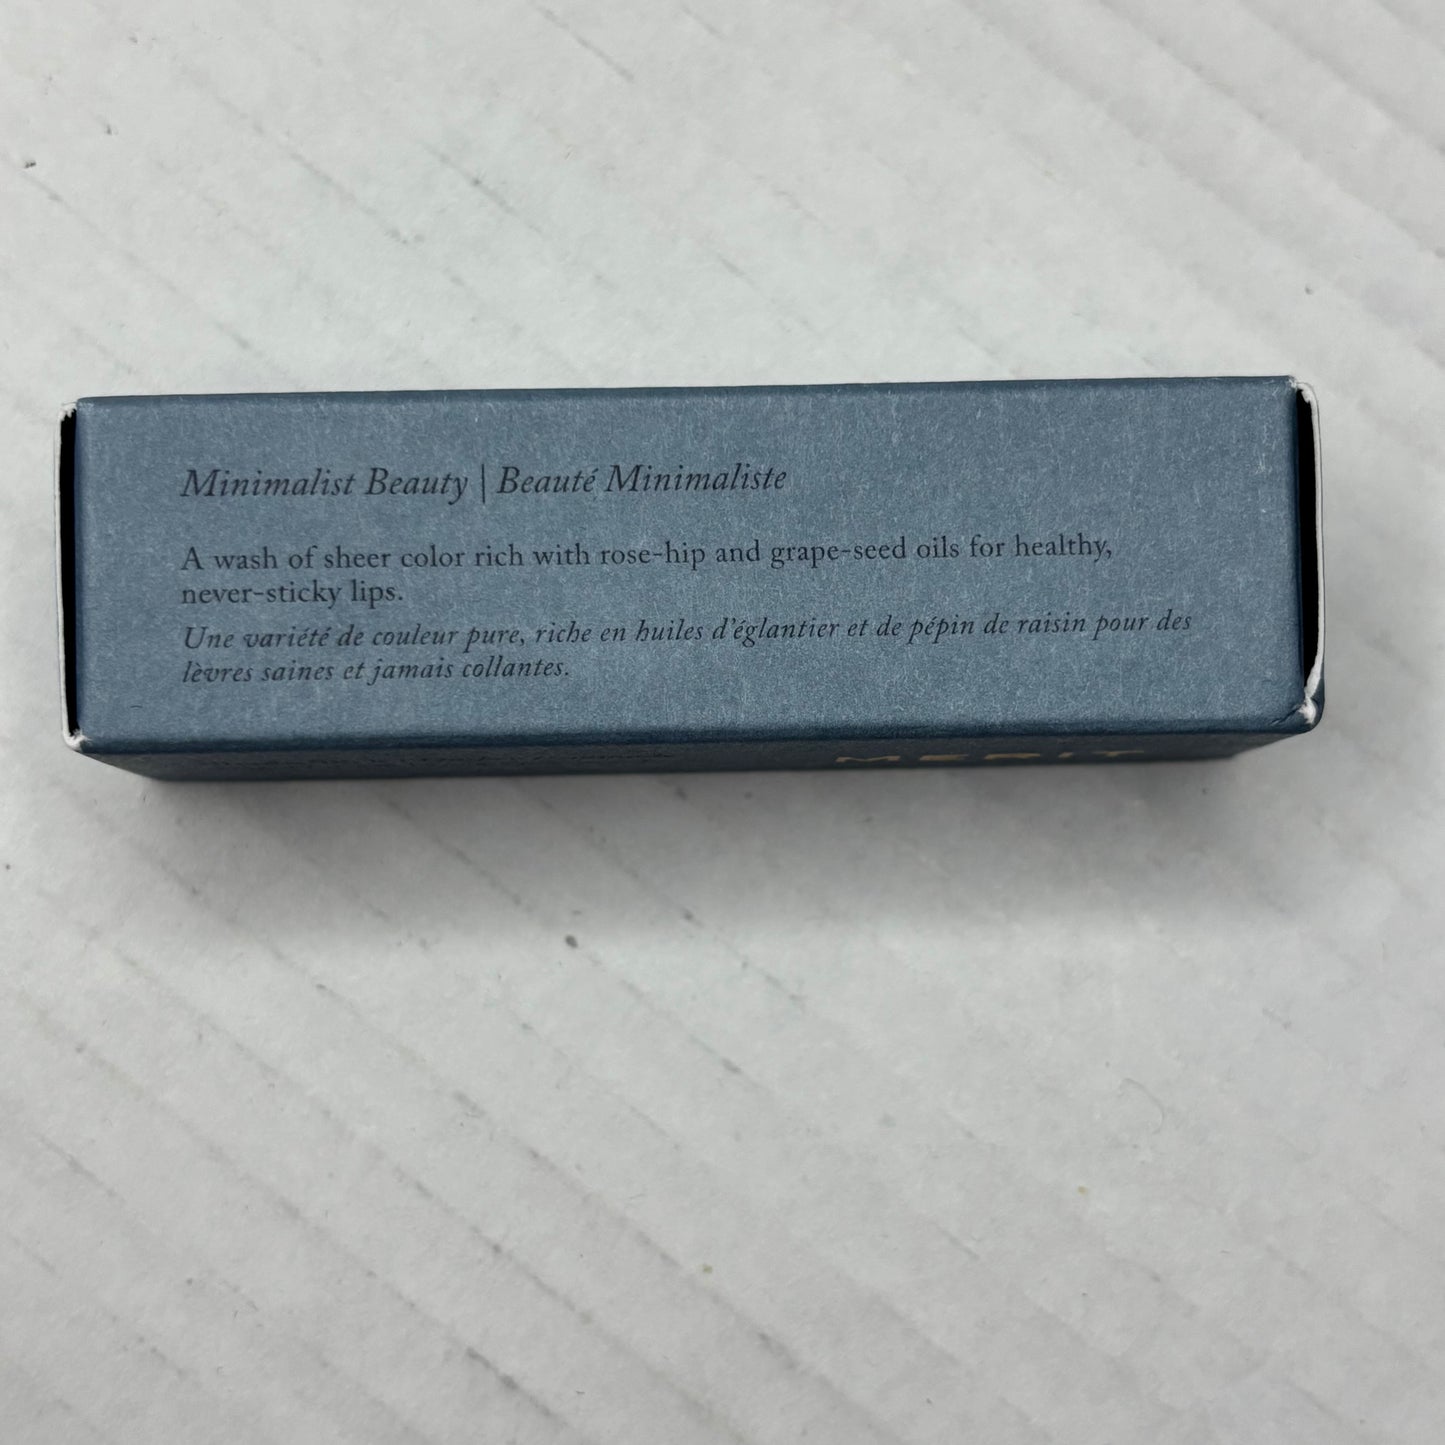 Minimalist Beauty | Beauté Minimaliste
A wash of sheer color rich with rose-hip and grape-seed oils for healthy,
never-sticky lips.
Une variété de couleur pure, riche en huiles d'églantier et de pépin de raisin pour des
lèvres saines et jamais collantes.
MERIT